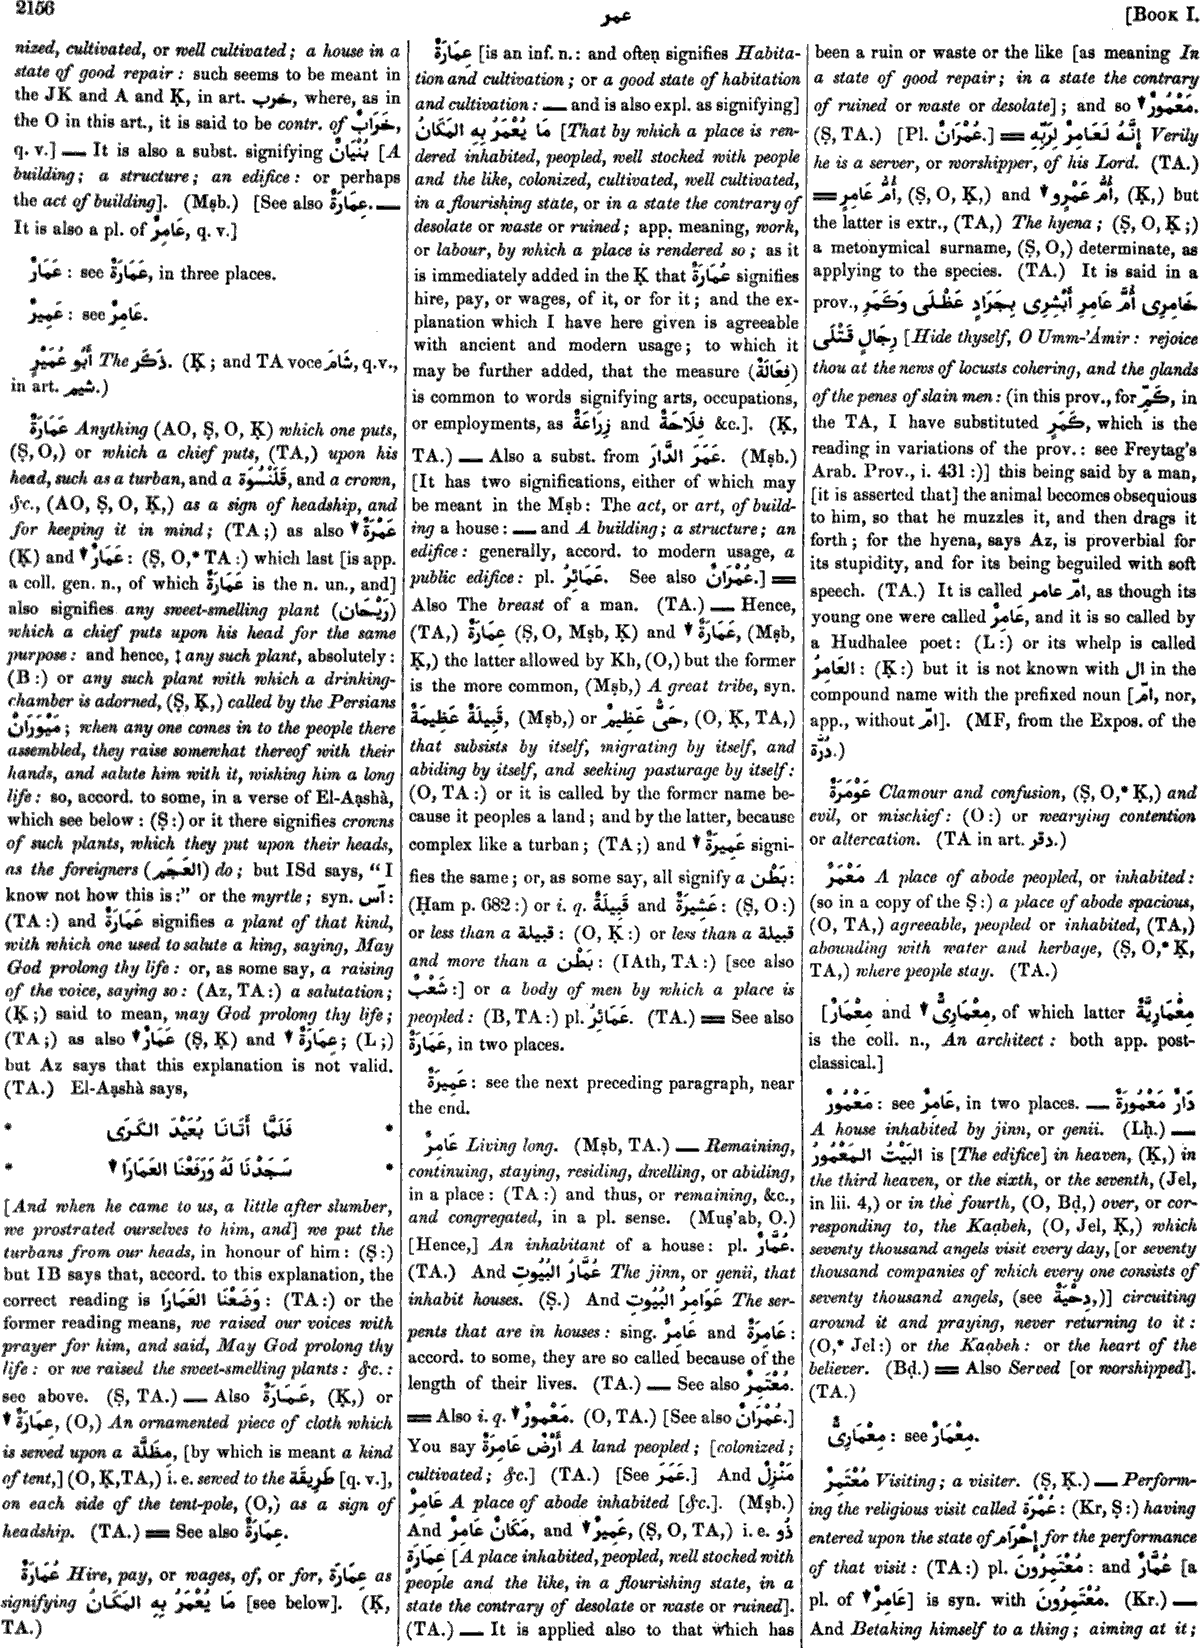 2156
عمر
[BOOK I.
nized, cultivated, or well cultivated; a house in a
state of good repair: such seems to be meant in
the JK and A and Ḳ, in art. خرب, where, as in
the O in this art., it is said to be contr. of خَرَابٌ,
q. v.] — It is also a subst. signifying بُنْيَانٌ [A
building; a structure; an edifice: or perhaps
the act of building]. (Mṣb.) [See also عِمَارَةٌ.—
It is also a pl. of عَامِرٌ, q. v.]
عَمَارٌ: see عَمَارَةٌ, in three places.
عَمِيرٌ: see عَامِرٌ.
أَبُو عُمَيْرٍ The ذَكَر. (Ḳ; and TA voce شَامَ, q.v.,
in art. شيم.)
عَمَارَةٌ Anything (AO, Ṣ, O, Ḳ) which one puts,
(Ṣ, O,) or which a chief puts, (TA,) upon his
head, such as a turban, and a قَلَنْسُوَة, and a crown,
&c., (AO, Ṣ, O, Ḳ,) as a sign of headship, and
for keeping it in mind; (TA;) as also ▾ عَمْرَةٌ
(Ḳ) and ▾ عَمَارٌ: (Ṣ, O,* TA:) which last [is app.
a coll. gen. n., of which عَمَارَةٌ is the n. un., and]
also signifies any sweet-smelling plant (رَيْحَان)
which a chief puts upon his head for the same
purpose: and hence, ‡ any such plant, absolutely:
(B:) or any such plant with which a drinking-
chamber is adorned, (Ṣ, Ḳ,) called by the Persians
مَيْوَرَانْ; when any one comes in to the people there
assembled, they raise somewhat thereof with their
hands, and salute him with it, wishing him a long
life: so, accord. to some, in a verse of El-Aạshà,
which see below: (Ṣ:) or it there signifies crowns
of such plants, which they put upon their heads,
as the foreigners (العَجَم) do; but ISd says, "I
know not how this is:" or the myrtle; syn. آس:
(TA:) and عَمَارَةٌ signifies a plant of that kind,
with which one used to salute a king, saying, May
God prolong thy life: or, as some say, a raising
of the voice, saying so: (Az, TA:) a salutation;
(Ḳ;) said to mean, may God prolong thy life;
(TA;) as also ▾ عَمَارٌ (Ṣ, Ḳ) and ▾ عِمَارَةٌ; (L;)
but Az says that this explanation is not valid.
(TA.) El-Aạshà says,
* فَلَمَّا أَتَانَا بُعَيْدَ الكَرَى *
* سَجَدْنَا لَهُ وَرَفَعْنَا العَمَارَا ▾ *
[And when he came to us, a little after slumber,
we prostrated ourselves to him, and] we put the
turbans from our heads, in honour of him: (Ṣ:)
but IB says that, accord. to this explanation, the
correct reading is وَضَعْنَا العَمَارَا: (TA:) or the
former reading means, we raised our voices with
prayer for him, and said, May God prolong thy
life: or we raised the sweet-smelling plants: &c.:
see above. (Ṣ, TA.) — Also عَمَارَةٌ, (Ḳ,) or
▾ عِمَارَةٌ, (O,) An ornamented piece of cloth which
is sewed upon a مِظَلَّة, [by which is meant a kind
of tent,] (O, Ḳ, TA,) i. e. sewed to the طَرِيقَة [q. v.],
on each side of the tent-pole, (O,) as a sign of
headship. (TA.) = See also عِمَارَةٌ.
عُمَارَةٌ Hire, pay, or wages, of, or for, عِمَارَة as
signifying مَا يُعْمَرُ بِهِ المَكَانُ [see below]. (Ḳ,
TA.)
عِمَارَةٌ [is an inf. n.: and often signifies Habita-
tion and cultivation; or a good state of habitation
and cultivation: — and is also expl. as signifying]
مَا يُعْمَرُ بِهِ المَكَانُ [That by which a place is ren-
dered inhabited, peopled, well stocked with people
and the like, colonized, cultivated, well cultivated,
in a flourishing state, or in a state the contrary of
desolate or waste or ruined; app. meaning, work,
or labour, by which a place is rendered so; as it
is immediately added in the Ḳ that عُمَارَةٌ signifies
hire, pay, or wages, of it, or for it; and the ex-
planation which I have here given is agreeable
with ancient and modern usage; to which it
may be further added, that the measure (فِعَالَةٌ)
is common to words signifying arts, occupations,
or employments, as زِرَاعَةٌ and فِلَاحَةٌ &c.]. (Ḳ,
TA.) — Also a subst. from عَمَرَ الدَّارَ. (Mṣb.)
[It has two significations, either of which may
be meant in the Mṣb: The act, or art, of build-
ing a house: — and A building; a structure; an
edifice: generally, accord. to modern usage, a
public edifice: pl. عَمَائِرُ. See also عُمْرَانٌ.] =
Also The breast of a man. (TA.) — Hence,
(TA,) عِمَارَةٌ (Ṣ, O, Mṣb, Ḳ) and ▾ عَمَارَةٌ, (Mṣb,
Ḳ,) the latter allowed by Kh, (O,) but the former
is the more common, (Mṣb,) A great tribe, syn.
قَبِيلَةٌ عَظِيمَةٌ, (Mṣb,) or حَىٌّ عَظِيمٌ, (O, Ḳ, TA,)
that subsists by itself, migrating by itself, and
abiding by itself, and seeking pasturage by itself:
(O, TA:) or it is called by the former name be-
cause it peoples a land; and by the latter, because
complex like a turban; (TA;) and ▾ عَمِيرَةٌ signi-
fies the same; or, as some say, all signify a بَطْن:
(Ḥam p. 682:) or i. q. قَبِيلَةٌ and عَشِيرَةٌ: (Ṣ, O:)
or less than a قبيلة: (O, Ḳ:) or less than a قبيلة
and more than a بَطْن: (IAth, TA:) [see also
شَعْبٌ:] or a body of men by which a place is
peopled: (B, TA:) pl. عَمَائِرُ. (TA.) = See also
عَمَارَةٌ, in two places.
عَمِيرَةٌ: see the next preceding paragraph, near
the end.
عَامِرٌ Living long. (Mṣb, TA.) — Remaining,
continuing, staying, residing, dwelling, or abiding,
in a place: (TA:) and thus, or remaining, &c.,
and congregated, in a pl. sense. (Muṣ'ab, O.)
[Hence,] An inhabitant of a house: pl. عُمَّارٌ.
(TA.) And عُمَّارُ البُيُوتِ The jinn, or genii, that
inhabit houses. (Ṣ.) And عَوَامِرُ البُيُوتِ The ser-
pents that are in houses: sing. عَامِرٌ and عَامِرَةٌ:
accord. to some, they are so called because of the
length of their lives. (TA.) — See also مُعْتَمِرٌ.
= Also i. q. ▾ مَعْمُورٌ. (O, TA.) [See also عُمْرَانٌ.]
You say أَرْضٌ عَامِرَةٌ A land peopled; [colonized;
cultivated; &c.] (TA.) [See عَمَرَ.] And مَنْزِلٌ
عَامِرٌ A place of abode inhabited [&c.]. (Mṣb.)
And مَكَانٌ عَامِرٌ, and ▾ عَمِيرٌ, (Ṣ, O, TA,) i. e. ذُو
عِمَارَة [A place inhabited, peopled, well stocked with
people and the like, in a flourishing state, in a
state the contrary of desolate or waste or ruined].
(TA.) — It is applied also to that which has
been a ruin or waste or the like [as meaning In
a state of good repair; in a state the contrary
of ruined or waste or desolate]; and so ▾ مَعْمُورٌ.
(Ṣ, TA.) [Pl. عُمْرَانٌ.] = إِنَّهُ لَعَامِرٌ لِرَبِّهِ Verily
he is a server, or worshipper, of his Lord. (TA.)
= أُمُّ عَامِرٍ, (Ṣ, O, Ḳ,) and ▾ أُمُّ عَمْرٍو, (Ḳ,) but
the latter is extr., (TA,) The hyena; (Ṣ, O, Ḳ;)
a metonymical surname, (Ṣ, O,) determinate, as
applying to the species. (TA.) It is said in a
prov., خَامِرِى أُمَّ عَامِرِ أَبْشِرِى بِجَرَادٍ عَظْلَى وَكَمَرِ
رِجَالٍ قَتْلَى [Hide thyself, O Umm-'Ámir: rejoice
thou at the news of locusts cohering, and the glands
of the penes of slain men: (in this prov., for كَمَرٌ, in
the TA, I have substituted كَمَرِ, which is the
reading in variations of the prov.: see Freytag's
Arab. Prov., i. 431:)] this being said by a man,
[it is asserted that] the animal becomes obsequious
to him, so that he muzzles it, and then drags it
forth; for the hyena, says Az, is proverbial for
its stupidity, and for its being beguiled with soft
speech. (TA.) It is called امّ عامر, as though its
young one were called عَامِرٌ, and it is so called by
a Hudhalee poet: (L:) or its whelp is called
العَامِرُ: (Ḳ:) but it is not known with ال in the
compound name with the prefixed noun [امّ, nor,
app., without امّ]. (MF, from the Expos. of the
دُرَّة.)
عَوْمَرَةٌ Clamour and confusion, (Ṣ, O,* Ḳ,) and
evil, or mischief: (O:) or wearying contention
or altercation. (TA in art. دقر.)
مَعْمَرٌ A place of abode peopled, or inhabited:
(so in a copy of the Ṣ:) a place of abode spacious,
(O, TA,) agreeable, peopled or inhabited, (TA,)
abounding with water and herbage, (Ṣ, O,* Ḳ,
TA,) where people stay. (TA.)
[مِعْمَارٌ and ▾ مِعْمَارِىٌّ, of which latter مِعْمَارِيَّةٌ
is the coll. n., An architect: both app. post-
classical.]
مَعْمُورٌ: see عَامِرٌ, in two places. — دَارٌ مَعْمُورَةٌ
A house inhabited by jinn, or genii. (Lḥ.) —
البَيْتُ المَعْمُورُ is [The edifice] in heaven, (Ḳ,) in
the third heaven, or the sixth, or the seventh, (Jel,
in lii. 4,) or in the fourth, (O, Bḍ,) over, or cor-
responding to, the Kaạbeh, (O, Jel, Ḳ,) which
seventy thousand angels visit every day, [or seventy
thousand companies of which every one consists of
seventy thousand angels, (see دِحْيَةٌ,)] circuiting
around it and praying, never returning to it:
(O,* Jel:) or the Kaạbeh: or the heart of the
believer. (Bḍ.) = Also Served [or worshipped].
(TA.)
مِعْمَارِىٌّ: see مِعْمَارٌ.
مُعْتَمِرٌ Visiting; a visiter. (Ṣ, Ḳ.) — Perform-
ing the religious visit called عُمْرَة: (Kr, Ṣ:) having
entered upon the state of إِحْرَام for the performance
of that visit: (TA:) pl. مُعْتَمِرُونَ: and عُمَّارٌ [a
pl. of ▾ عَامِرٌ] is syn. with مُعْتَمِرُونَ. (Kr.) —
And Betaking himself to a thing; aiming at it;